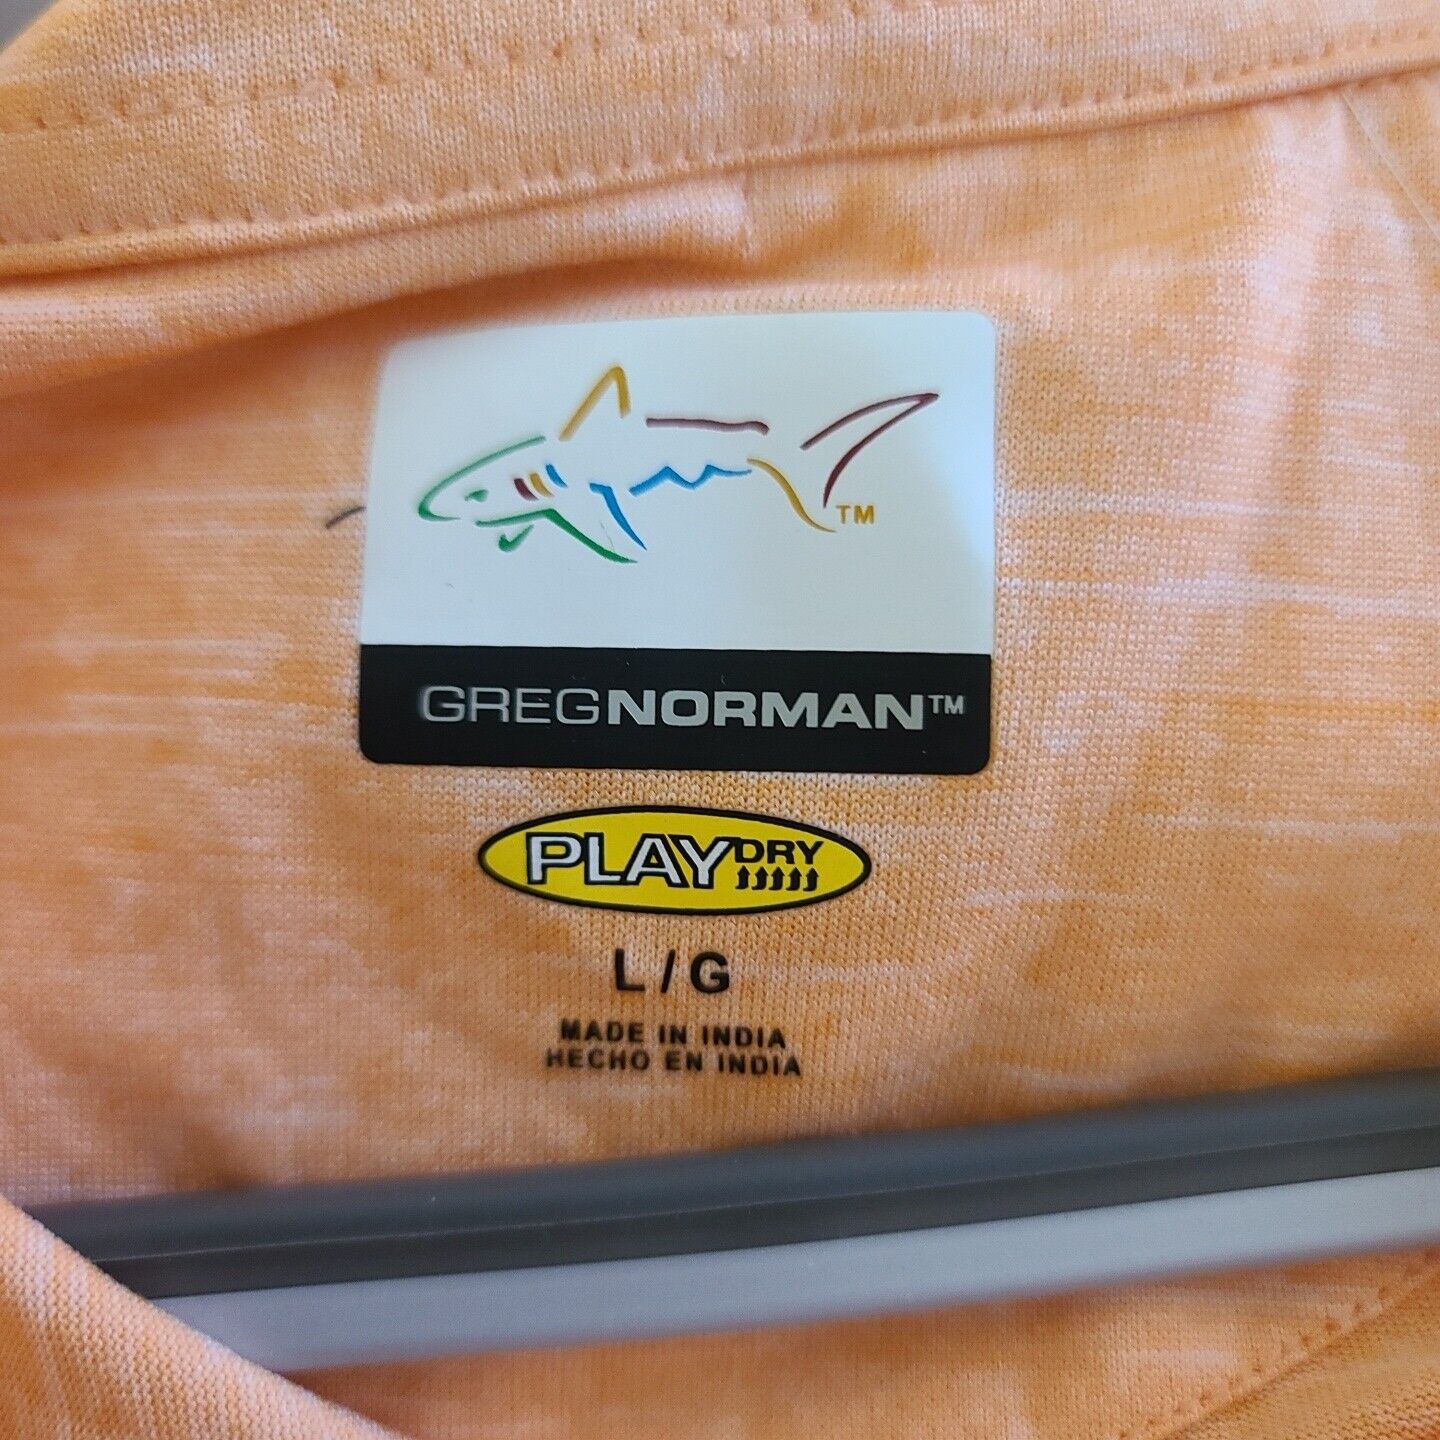 TM
GREGNORMAN™
PLAYDRY
L/G
MADE IN INDIA
HECHO EN INDIA